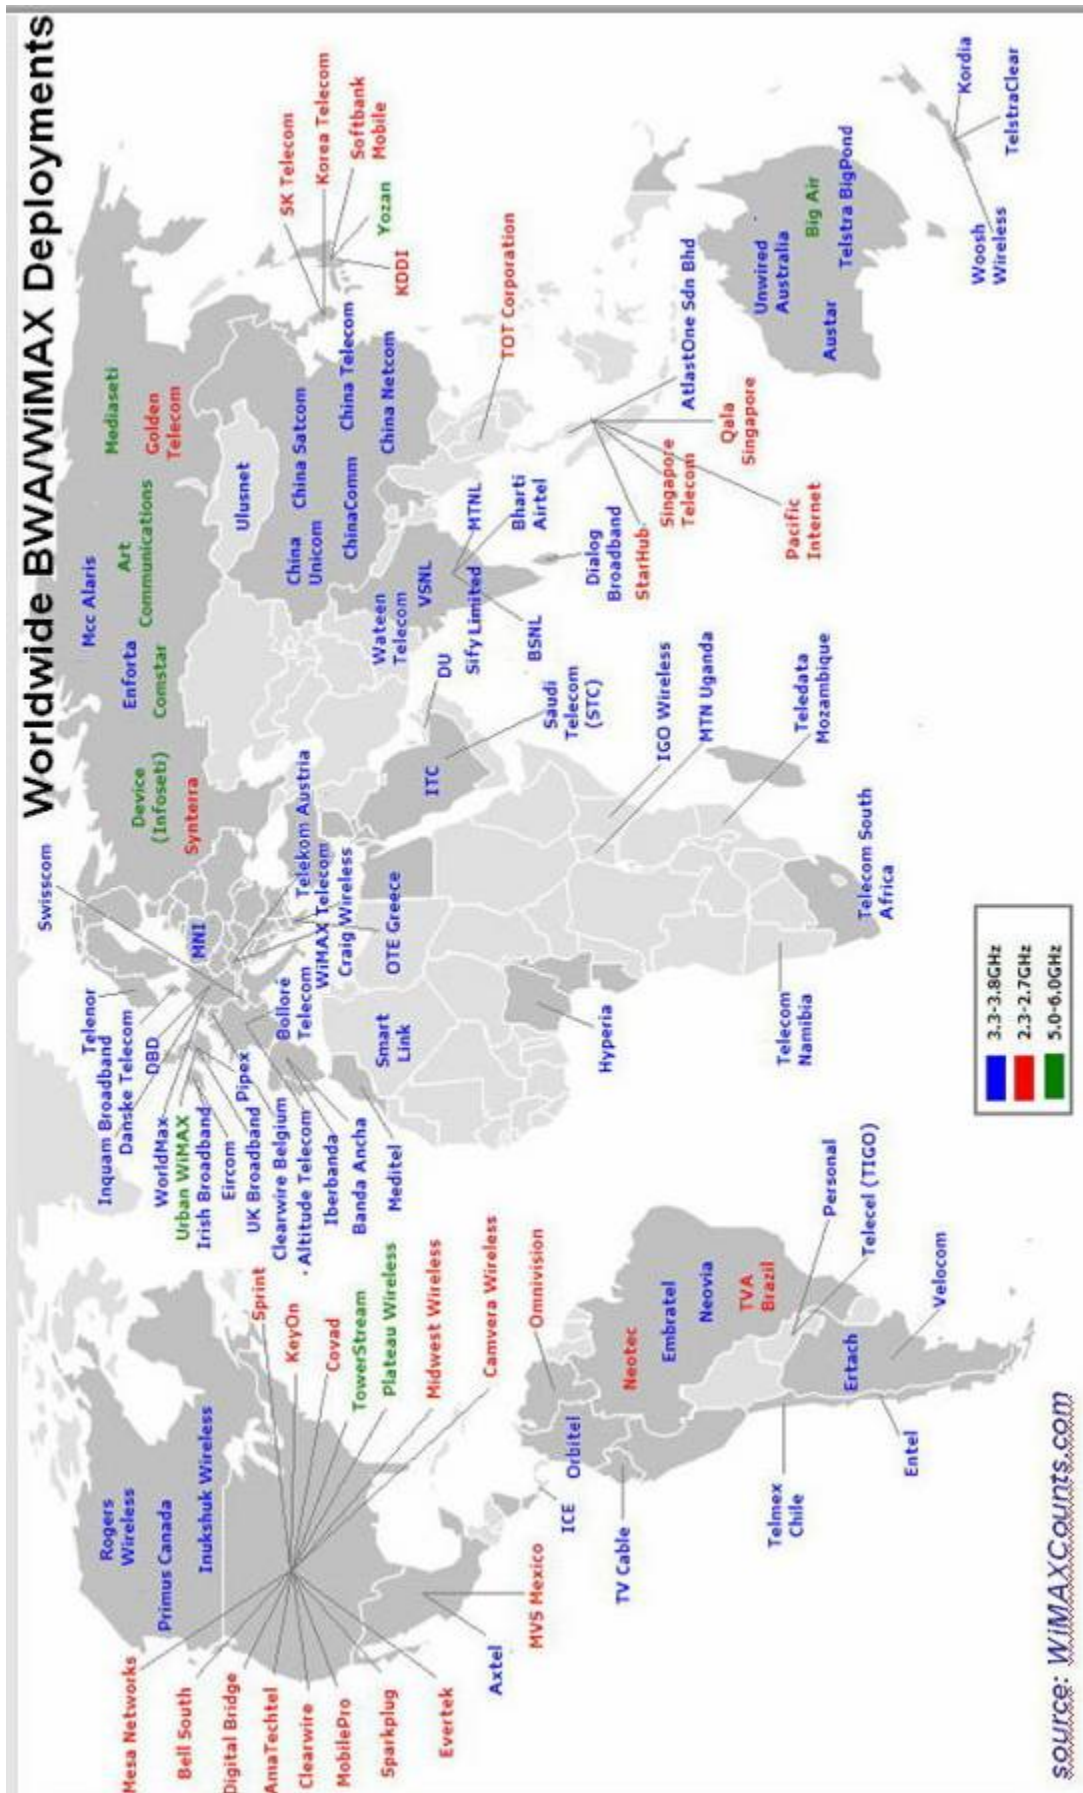 Worldwide BWA/WiMAX Deployments
Rogers
Wireless
Primus Canada
Inukshuk Wireless
Mesa Networks
Bell South
Digital Bridge
AmaTechtel
Clearwire
MobilePro
Sparkplug
Evertek
Sprint
KeyOn
Covad
TowerStream
Plateau Wireless
Midwest Wireless
Camvera Wireless
Axtel
MVS Mexico
ICE
Omnivision
Orbitel
TV Cable
Neotec
Embratel
Neovia
TVA
Brazil
Telmex
Chile
Personal
Telecel (TIGO)
Ertach
Entel
Velocom
Swisscom
Telenor
Inquam Broadband
Danske Telecom
DBD
WorldMax
Urban WiMAX
Irish Broadband
Eircom
UK Broadband
Pipex
Clearwire Belgium
Altitude Telecom
Iberbanda
Banda Ancha
Meditel
MNI
Bolloré
Telecom
Telekom Austria
WiMAX Telecom
Craig Wireless
OTE Greece
Smart
Link
Hyperia
Telecom
Namibia
Telecom South
Africa
Teledata
Mozambique
MTN Uganda
IGO Wireless
Saudi
Telecom
(STC)
ITC
DU
Device
(Infoseti)
Synterra
Enforta
Comstar
Mcc Alaris
Art
Communications
Mediaseti
Golden
Telecom
Ulusnet
China
Unicom
China Satcom
ChinaComm
China Telecom
China Netcom
Wateen
Telecom
VSNL
Sify Limited
MTNL
Bharti
Airtel
BSNL
Dialog
Broadband
SK Telecom
Korea Telecom
Softbank
Mobile
Yozan
KDDI
TOT Corporation
StarHub
Singapore
Telecom
Pacific
Internet
Qala
Singapore
AtlastOne Sdn Bhd
Unwired
Australia
Big Air
Telstra BigPond
Austar
Woosh
Wireless
Kordia
TelstraClear
3.3-3.8GHz
2.3-2.7GHz
5.0-6.0GHz
source: WiMAXCounts.com